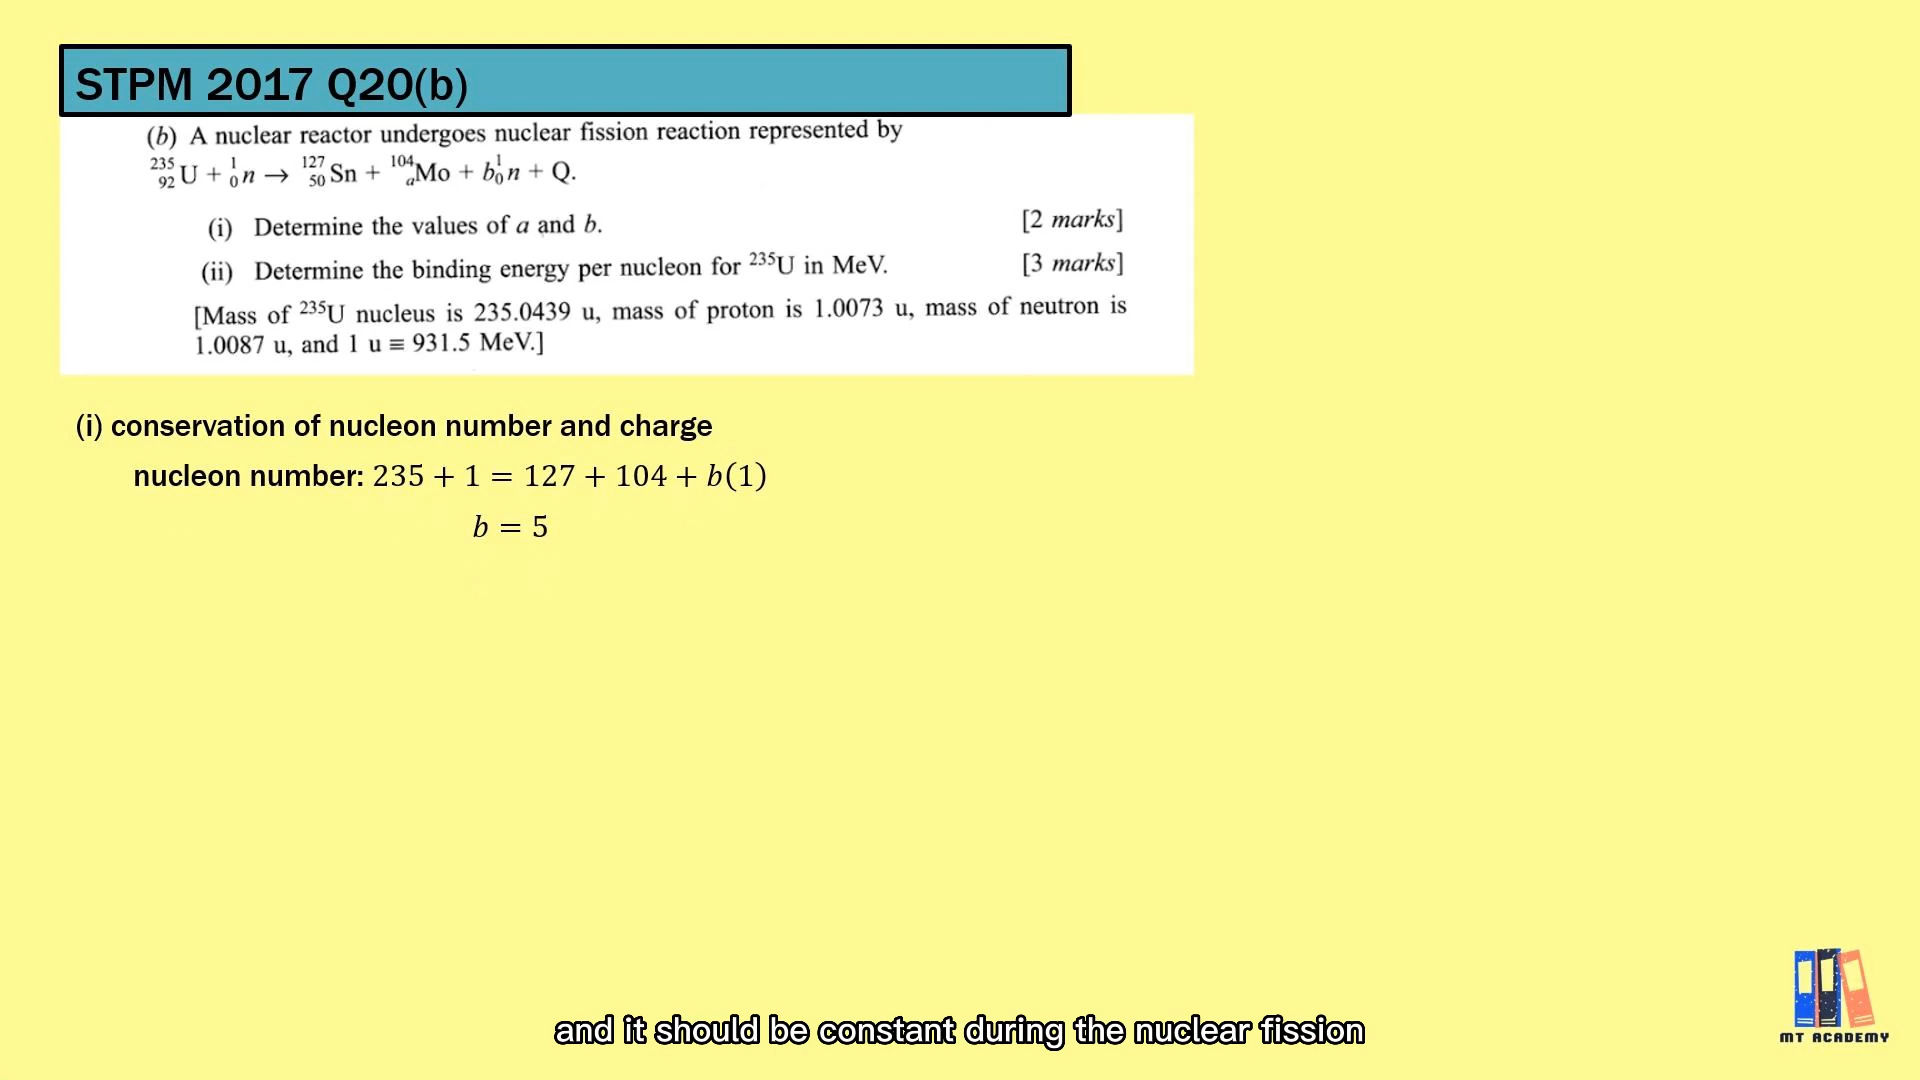 STPM 2017 Q20(b)
(b) A nuclear reactor undergoes nuclear fission reaction represented by
²³⁵₉₂U + ¹₀n → ¹²⁷₅₀Sn + ¹⁰⁴ₐMo + b¹₀n + Q.
(i) Determine the values of a and b. [2 marks]
(ii) Determine the binding energy per nucleon for ²³⁵U in MeV. [3 marks]
[Mass of ²³⁵U nucleus is 235.0439 u, mass of proton is 1.0073 u, mass of neutron is
1.0087 u, and 1 u ≡ 931.5 MeV.]
(i) conservation of nucleon number and charge
nucleon number: 235 + 1 = 127 + 104 + b(1)
b = 5
and it should be constant during the nuclear fission
MT ACADEMY